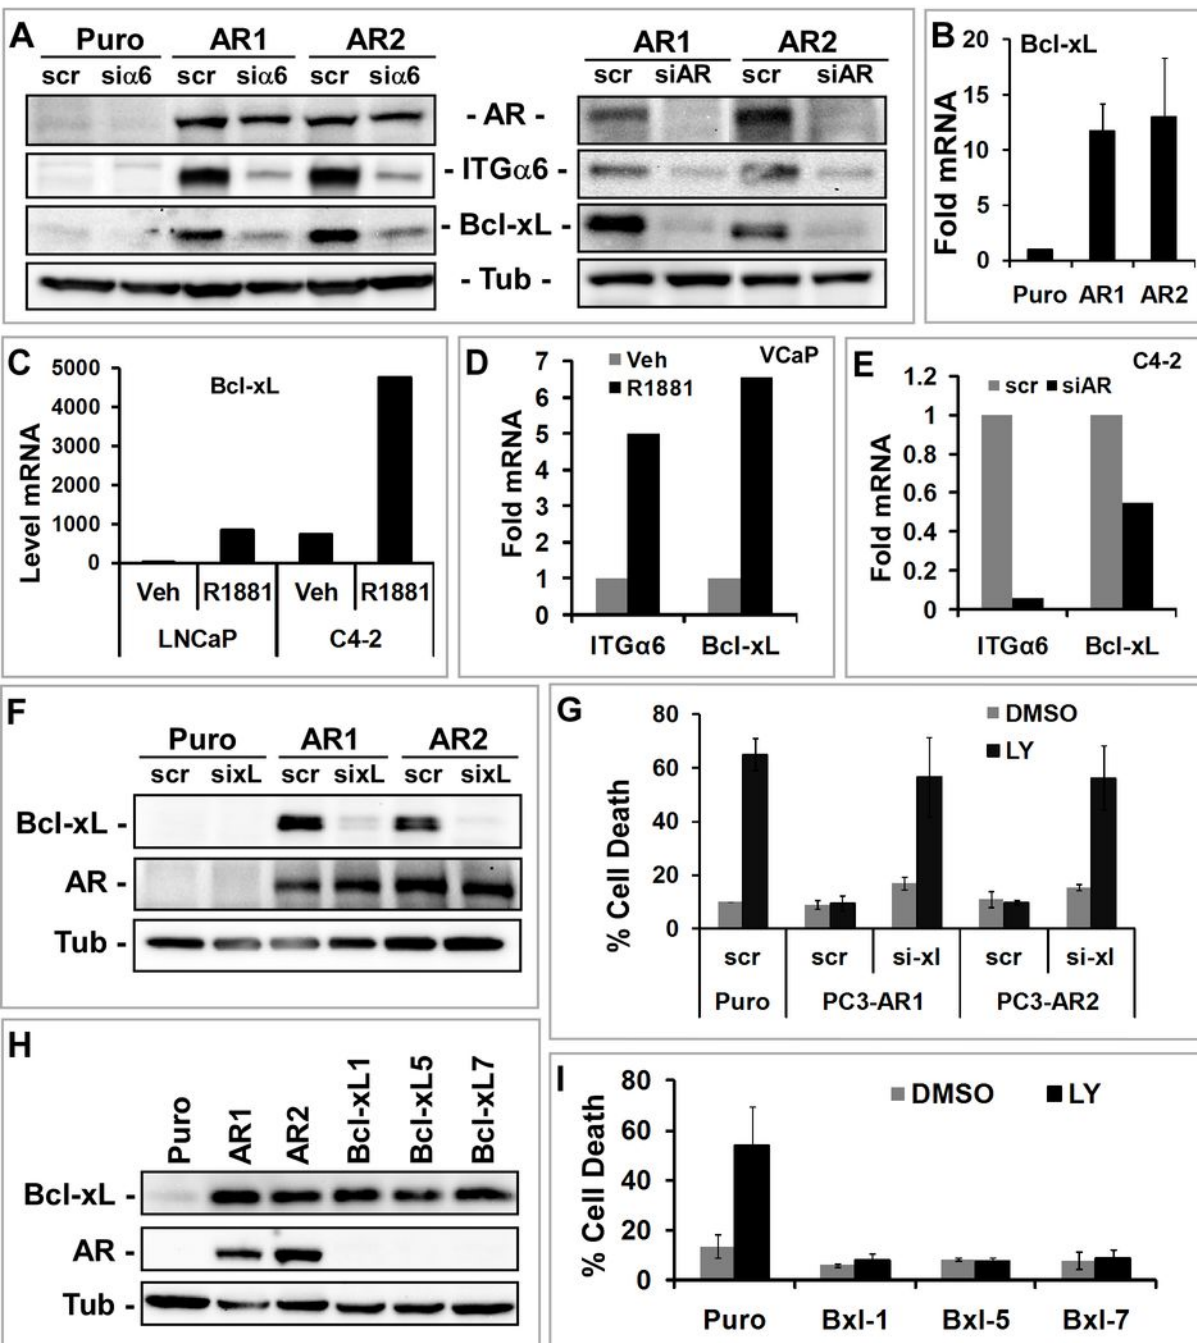 A
Puro AR1 AR2
scr siα6 scr siα6 scr siα6
AR1 AR2
scr siAR scr siAR
- AR -
- ITGα6 -
- Bcl-xL -
- Tub -
B
Bcl-xL
Fold mRNA
20
15
10
5
0
Puro AR1 AR2
C
Bcl-xL
Level mRNA
5000
4000
3000
2000
1000
0
Veh R1881 Veh R1881
LNCaP C4-2
D
VCaP
Veh
R1881
Fold mRNA
7
6
5
4
3
2
1
0
ITGα6 Bcl-xL
E
C4-2
scr siAR
Fold mRNA
1.2
1
0.8
0.6
0.4
0.2
0
ITGα6 Bcl-xL
F
Puro AR1 AR2
scr sixL scr sixL scr sixL
Bcl-xL -
AR -
Tub -
G
DMSO
LY
% Cell Death
80
60
40
20
0
scr scr si-xl scr si-xl
Puro PC3-AR1 PC3-AR2
H
Puro AR1 AR2 Bcl-xL1 Bcl-xL5 Bcl-xL7
Bcl-xL -
AR -
Tub -
I
DMSO LY
% Cell Death
80
60
40
20
0
Puro Bxl-1 Bxl-5 Bxl-7